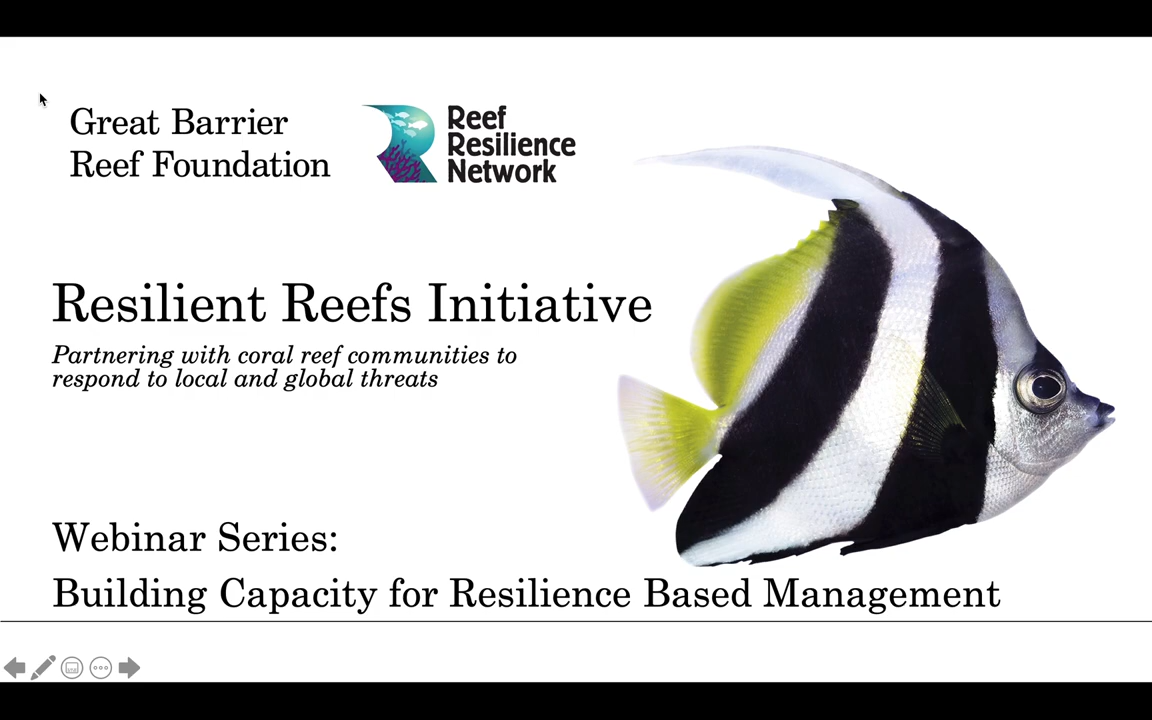 Great Barrier
Reef Foundation
Reef
Resilience
Network
Resilient Reefs Initiative
Partnering with coral reef communities to
respond to local and global threats
Webinar Series:
Building Capacity for Resilience Based Management